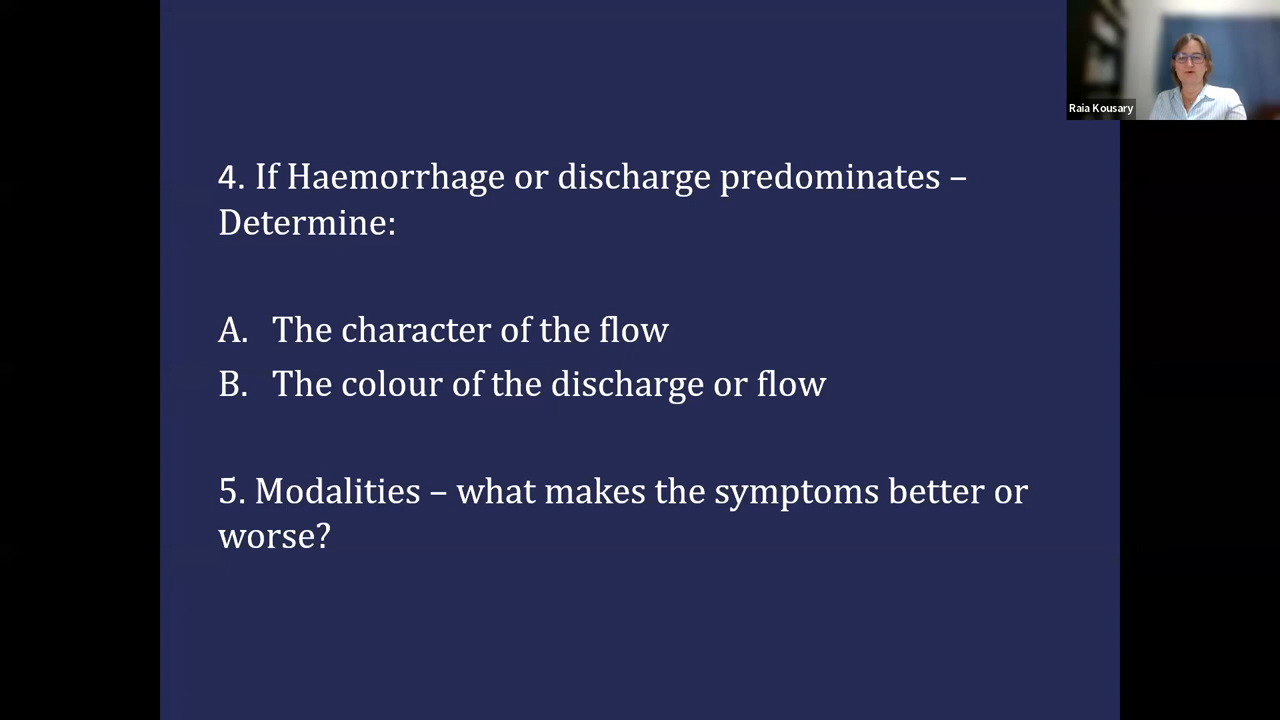 Raia Kousary
4. If Haemorrhage or discharge predominates –
Determine:
A. The character of the flow
B. The colour of the discharge or flow
5. Modalities – what makes the symptoms better or
worse?